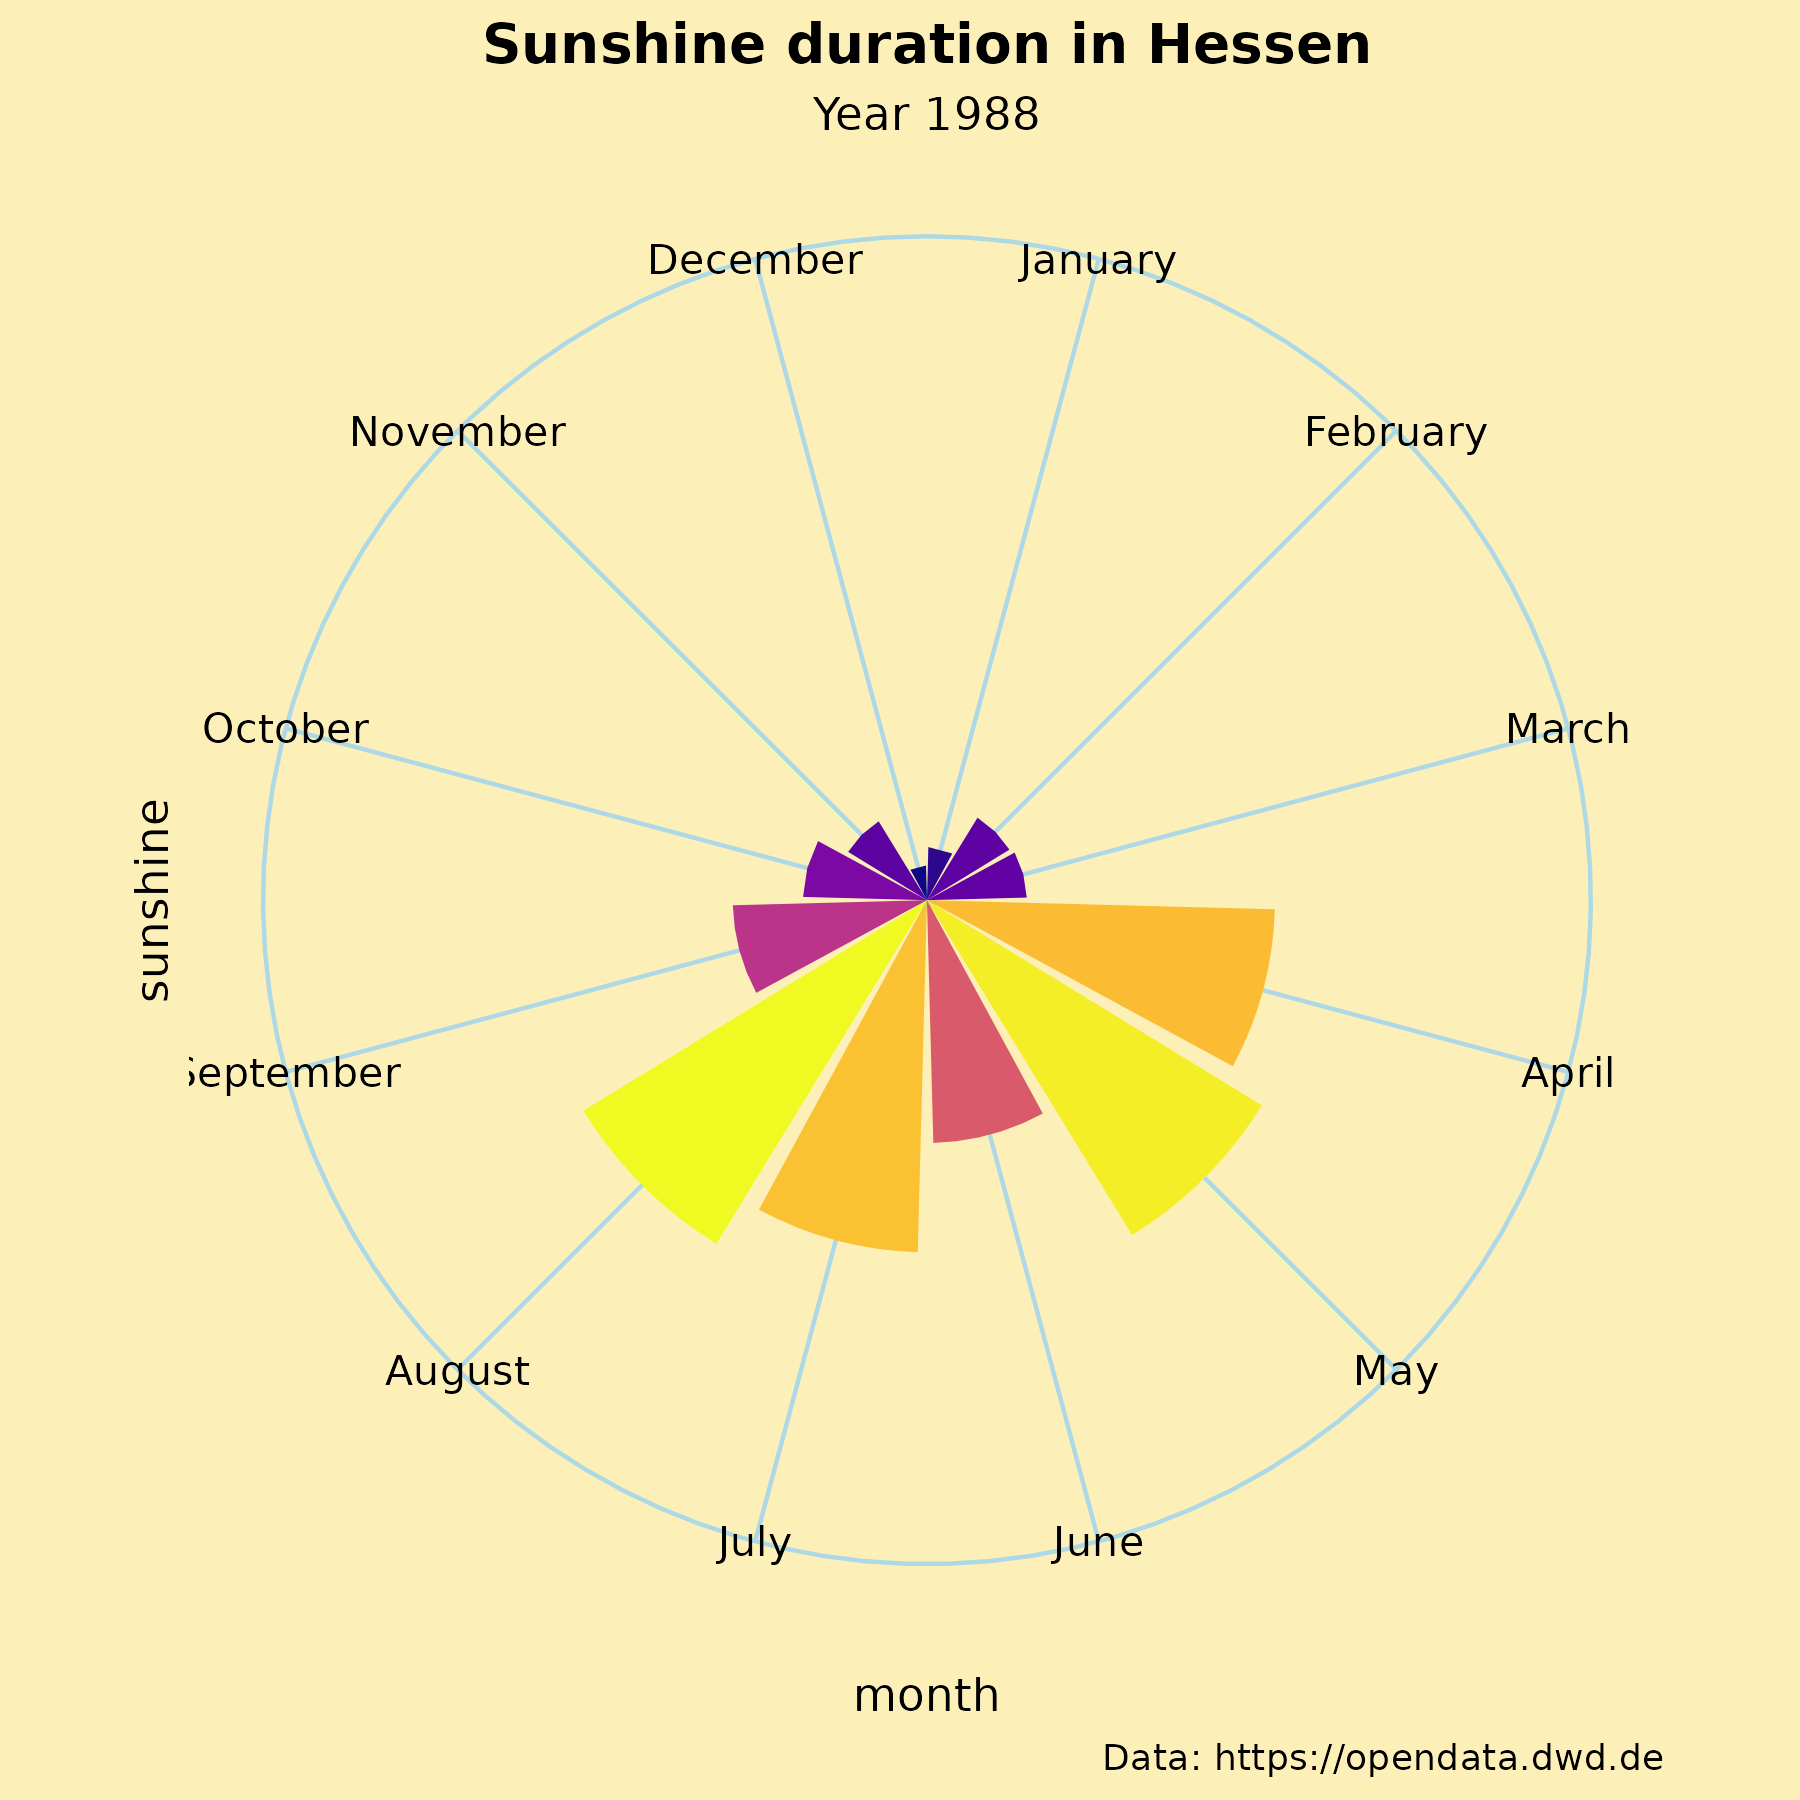 Sunshine duration in Hessen
Year 1988
December
January
November
February
October
March
sunshine
September
April
August
May
July
June
month
Data: https://opendata.dwd.de